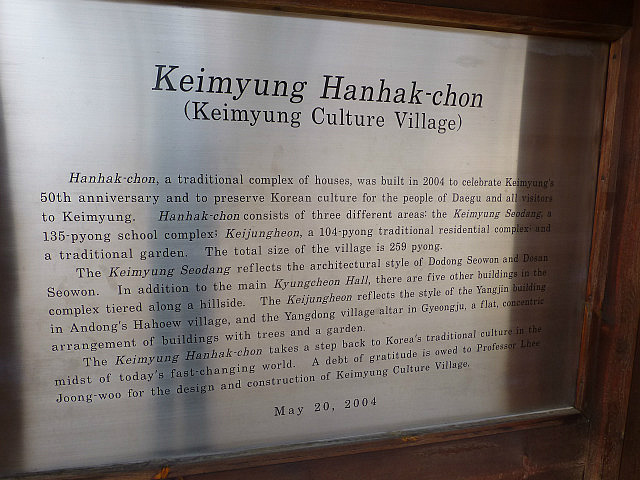 Keimyung Hanhak-chon
(Keimyung Culture Village)
Hanhak-chon, a traditional complex of houses, was built in 2004 to celebrate Keimyung's
50th anniversary and to preserve Korean culture for the people of Daegu and all visitors
to Keimyung. Hanhak-chon consists of three different areas: the Keimyung Seodang, a
135-pyong school complex; Keijungheon, a 104-pyong traditional residential complex; and
a traditional garden. The total size of the village is 259 pyong.
The Keimyung Seodang reflects the architectural style of Dodong Seowon and Dosan
Seowon. In addition to the main Kyungcheon Hall, there are five other buildings in the
complex tiered along a hillside. The Keijungheon reflects the style of the Yangjin building
in Andong's Hahoew village, and the Yangdong village altar in Gyeongju, a flat, concentric
arrangement of buildings with trees and a garden.
The Keimyung Hanhak-chon takes a step back to Korea's traditional culture in the
midst of today's fast-changing world. A debt of gratitude is owed to Professor Lhee
Joong-woo for the design and construction of Keimyung Culture Village.
May 20, 2004